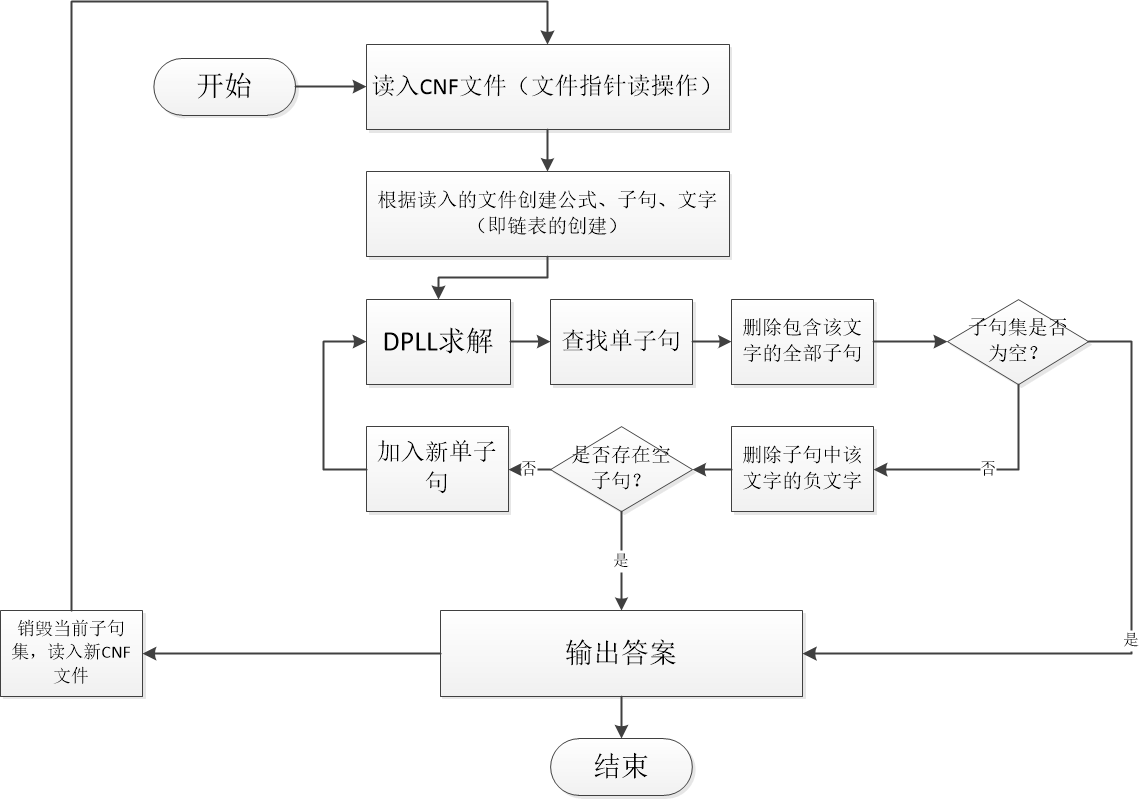 开始
读入CNF文件（文件指针读操作）
根据读入的文件创建公式、子句、文字
（即链表的创建）
DPLL求解
查找单子句
删除包含该文
字的全部子句
子句集是否
为空？
加入新单子
句
否
是否存在空
子句？
删除子句中该
文字的负文字
否
是
是
销毁当前子句
集，读入新CNF
文件
输出答案
结束